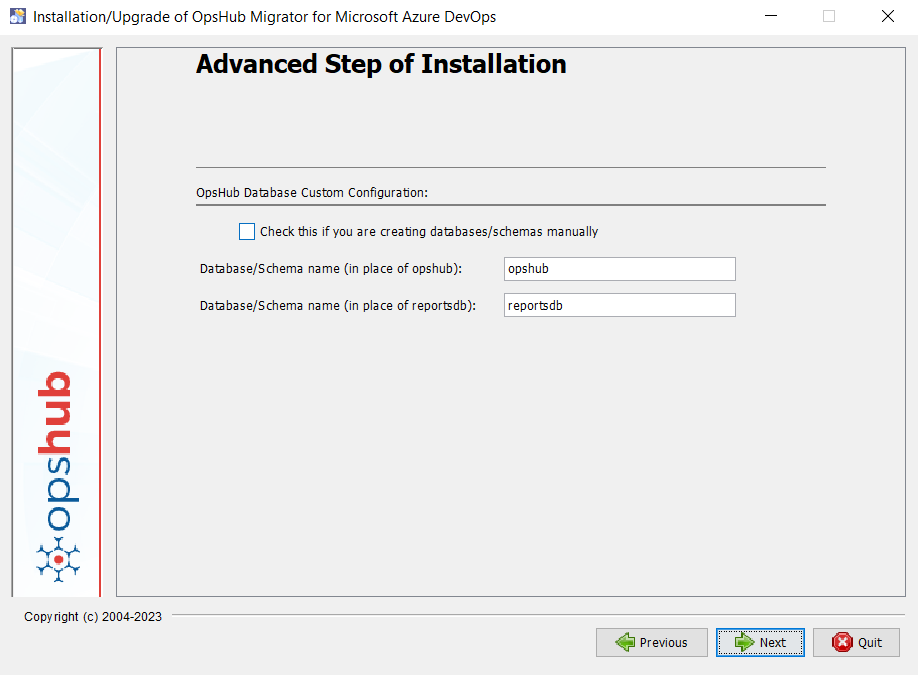 Installation/Upgrade of OpsHub Migrator for Microsoft Azure DevOps
Advanced Step of Installation
OpsHub Database Custom Configuration:
Check this if you are creating databases/schemas manually
Database/Schema name (in place of opshub):
opshub
Database/Schema name (in place of reportsdb):
reportsdb
opshub
Copyright (c) 2004-2023
Previous
Next
Quit